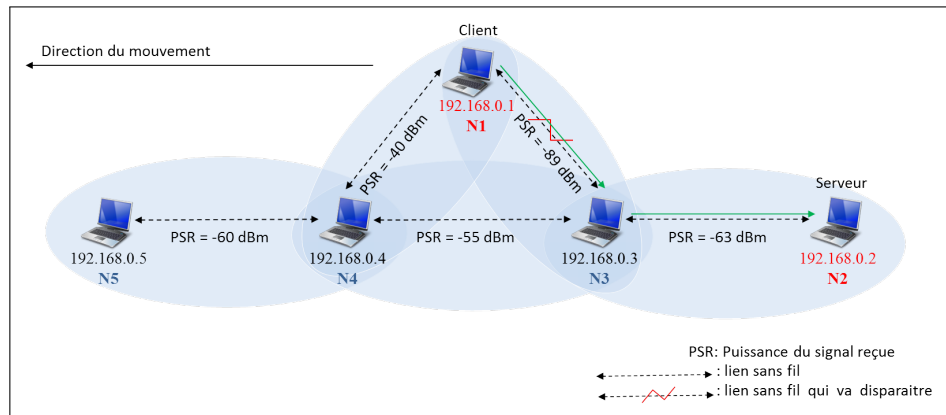 Client
Direction du mouvement
192.168.0.1
N1
PSR = -40 dBm
PSR = -89 dBm
Serveur
PSR = -60 dBm
PSR = -55 dBm
PSR = -63 dBm
192.168.0.5
192.168.0.4
192.168.0.3
192.168.0.2
N5
N4
N3
N2
PSR: Puissance du signal reçue
: lien sans fil
: lien sans fil qui va disparaitre